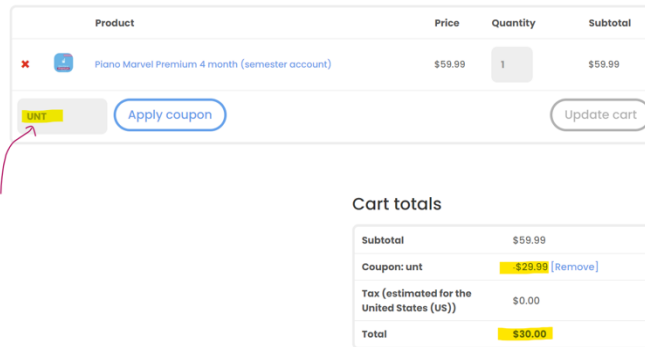 Product Price Quantity Subtotal
× Piano Marvel Premium 4 month (semester account) $59.99 1 $59.99
UNT Apply coupon Update cart
Cart totals
Subtotal $59.99
Coupon: unt -$29.99 [Remove]
Tax (estimated for the
United States (US)) $0.00
Total $30.00